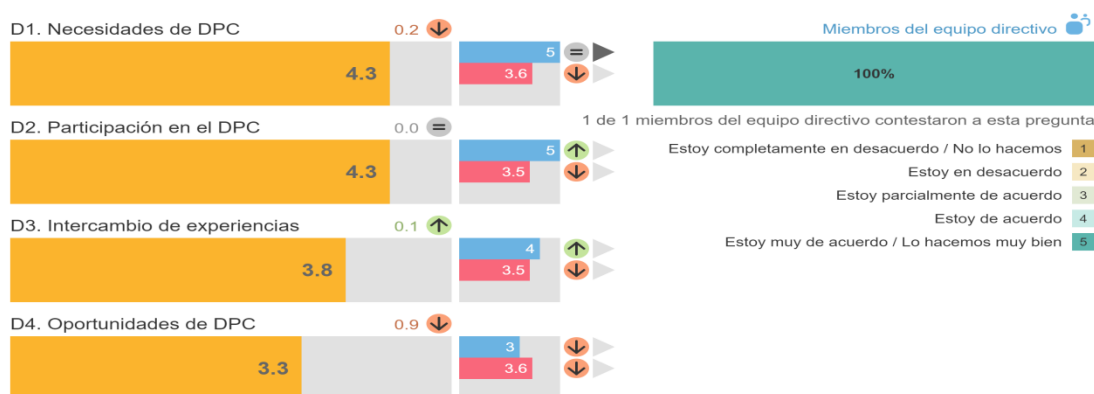 D1. Necesidades de DPC 0.2
4.3
5
3.6
D2. Participación en el DPC 0.0
4.3
5
3.5
D3. Intercambio de experiencias 0.1
3.8
4
3.5
D4. Oportunidades de DPC 0.9
3.3
3
3.6
Miembros del equipo directivo
100%
1 de 1 miembros del equipo directivo contestaron a esta pregunta
Estoy completamente en desacuerdo / No lo hacemos 1
Estoy en desacuerdo 2
Estoy parcialmente de acuerdo 3
Estoy de acuerdo 4
Estoy muy de acuerdo / Lo hacemos muy bien 5